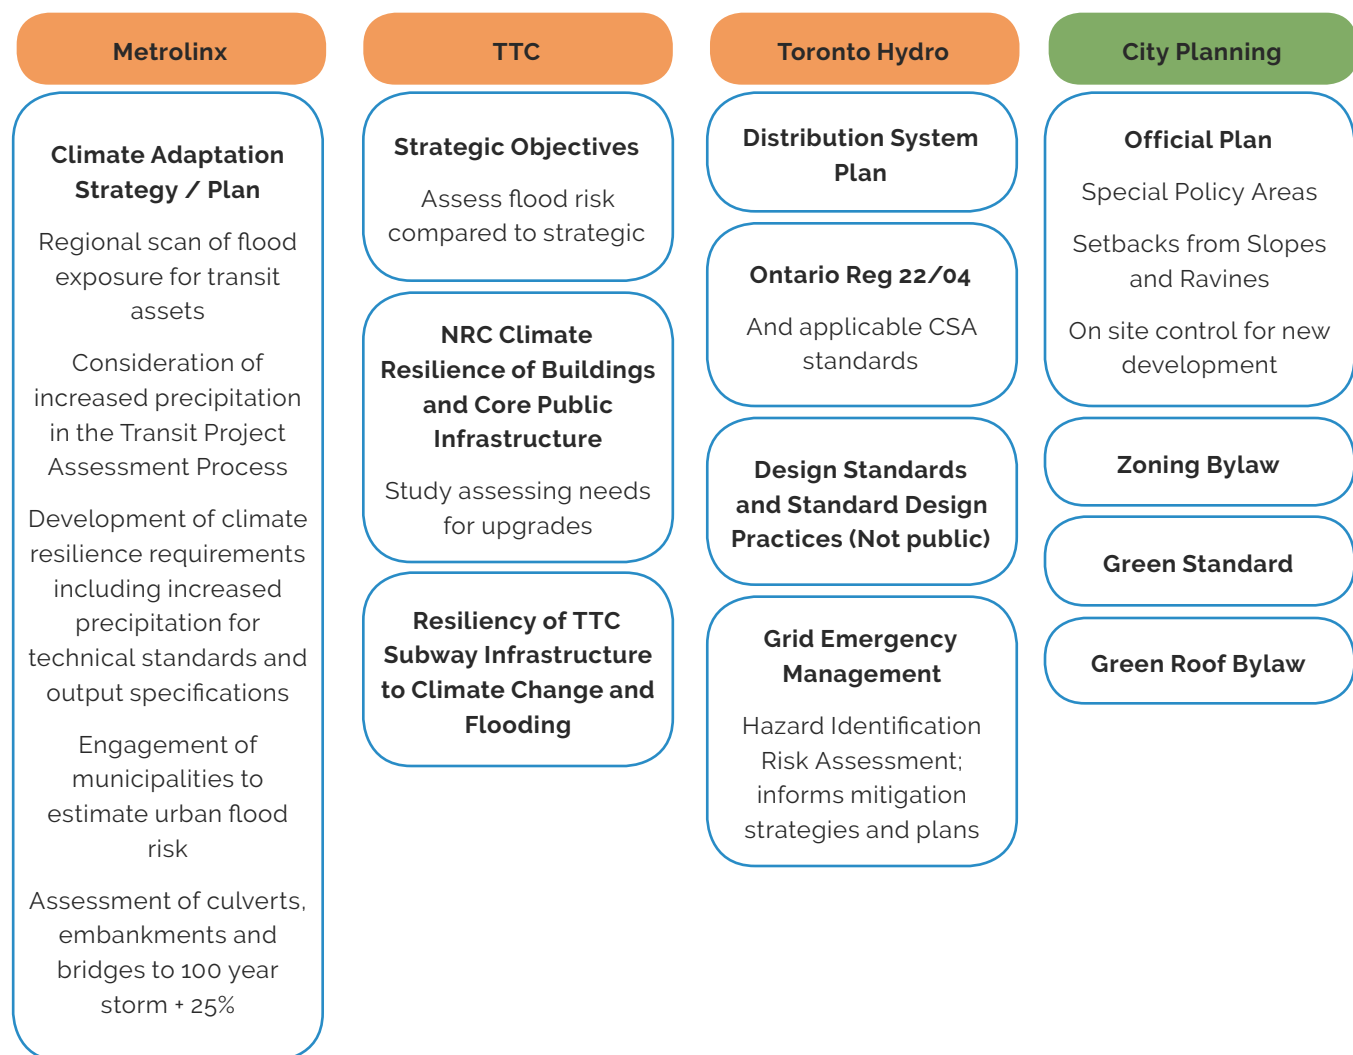 Metrolinx
Climate Adaptation
Strategy / Plan
Regional scan of flood
exposure for transit
assets
Consideration of
increased precipitation
in the Transit Project
Assessment Process
Development of climate
resilience requirements
including increased
precipitation for
technical standards and
output specifications
Engagement of
municipalities to
estimate urban flood
risk
Assessment of culverts,
embankments and
bridges to 100 year
storm + 25%
TTC
Strategic Objectives
Assess flood risk
compared to strategic
NRC Climate
Resilience of Buildings
and Core Public
Infrastructure
Study assessing needs
for upgrades
Resiliency of TTC
Subway Infrastructure
to Climate Change and
Flooding
Toronto Hydro
Distribution System
Plan
Ontario Reg 22/04
And applicable CSA
standards
Design Standards
and Standard Design
Practices (Not public)
Grid Emergency
Management
Hazard Identification
Risk Assessment;
informs mitigation
strategies and plans
City Planning
Official Plan
Special Policy Areas
Setbacks from Slopes
and Ravines
On site control for new
development
Zoning Bylaw
Green Standard
Green Roof Bylaw